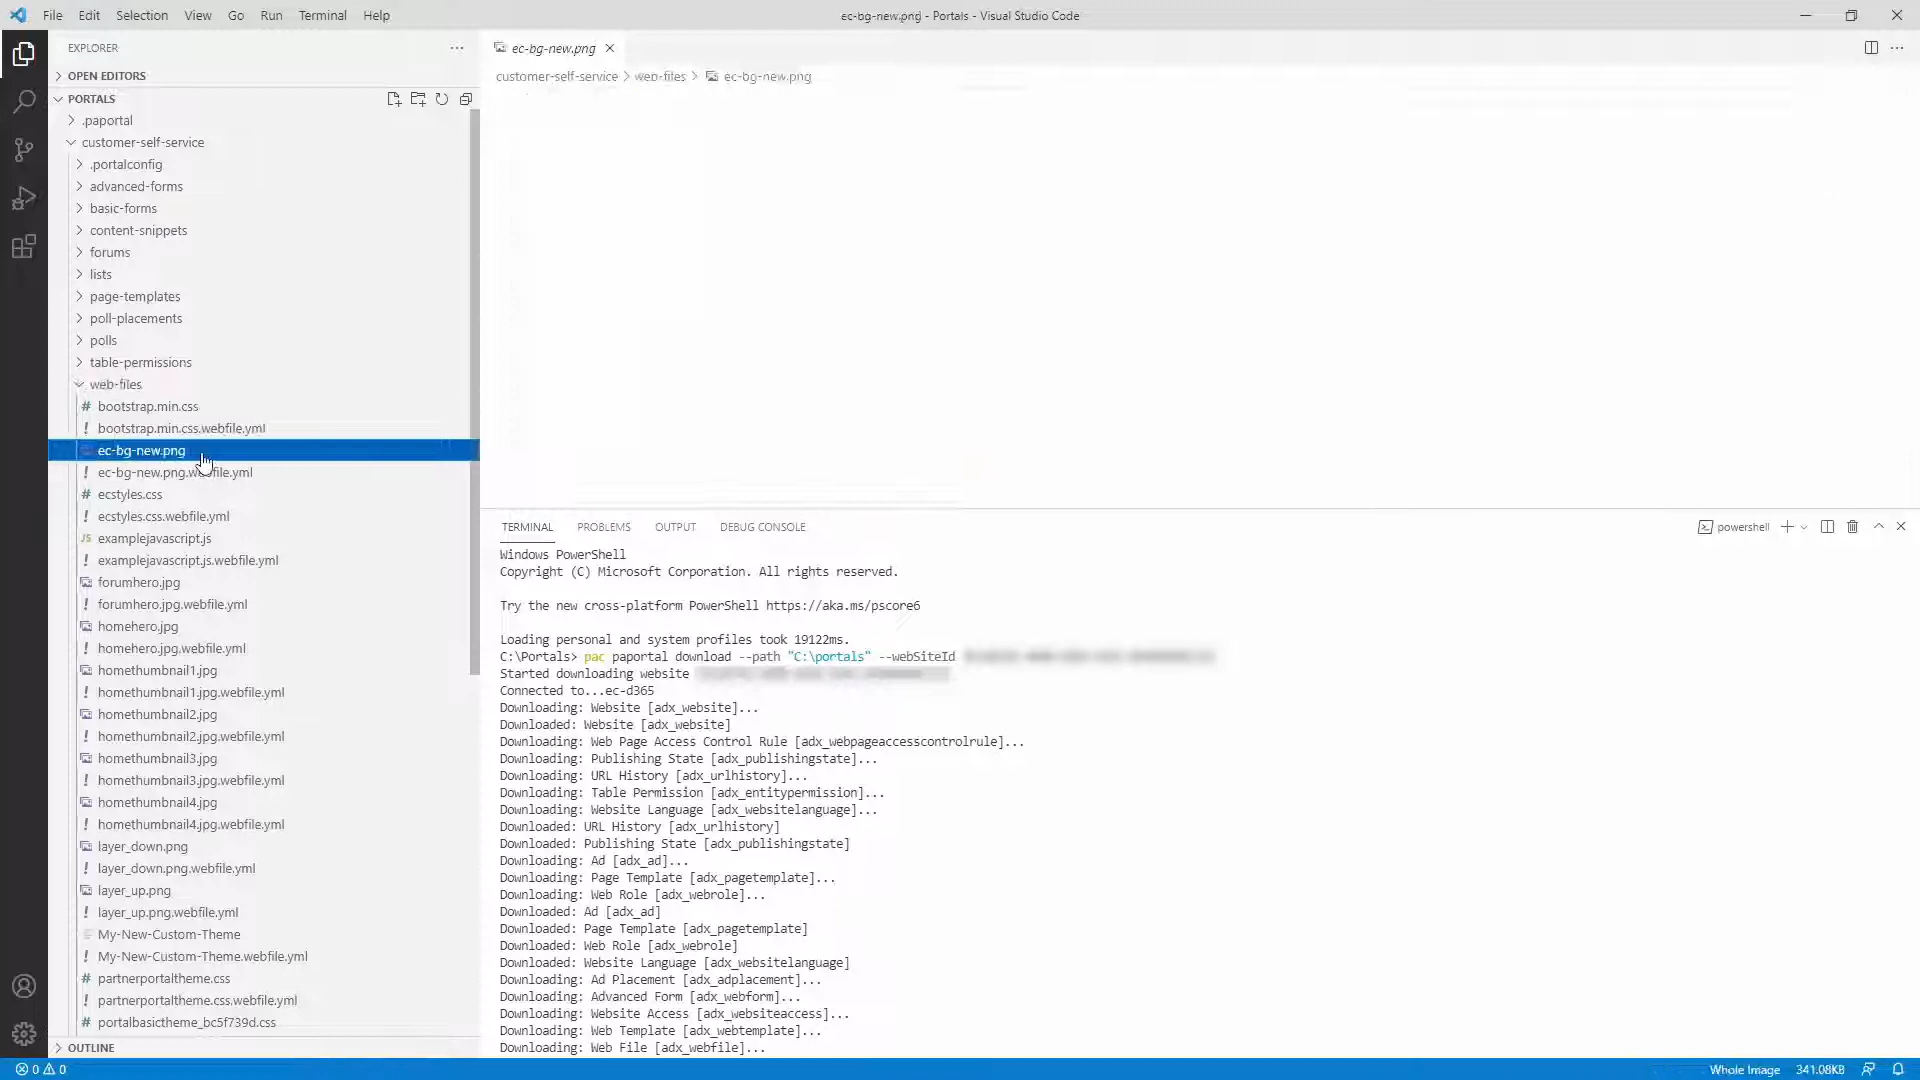 File Edit Selection View Go Run Terminal Help
ec-bg-new.png - Portals - Visual Studio Code
EXPLORER
OPEN EDITORS
PORTALS
.paportal
customer-self-service
.portalconfig
advanced-forms
basic-forms
content-snippets
forums
lists
page-templates
poll-placements
polls
table-permissions
web-files
# bootstrap.min.css
! bootstrap.min.css.webfile.yml
ec-bg-new.png
! ec-bg-new.png.webfile.yml
# ecstyles.css
! ecstyles.css.webfile.yml
JS examplejavascript.js
! examplejavascript.js.webfile.yml
forumhero.jpg
! forumhero.jpg.webfile.yml
homehero.jpg
! homehero.jpg.webfile.yml
homethumbnail1.jpg
! homethumbnail1.jpg.webfile.yml
homethumbnail2.jpg
! homethumbnail2.jpg.webfile.yml
homethumbnail3.jpg
! homethumbnail3.jpg.webfile.yml
homethumbnail4.jpg
! homethumbnail4.jpg.webfile.yml
layer_down.png
! layer_down.png.webfile.yml
layer_up.png
! layer_up.png.webfile.yml
My-New-Custom-Theme
! My-New-Custom-Theme.webfile.yml
# partnerportaltheme.css
! partnerportaltheme.css.webfile.yml
# portalbasictheme_bc5f739d.css
OUTLINE
ec-bg-new.png
customer-self-service > web-files > ec-bg-new.png
TERMINAL PROBLEMS OUTPUT DEBUG CONSOLE
powershell
Windows PowerShell
Copyright (C) Microsoft Corporation. All rights reserved.
Try the new cross-platform PowerShell https://aka.ms/pscore6
Loading personal and system profiles took 19122ms.
C:\Portals> pac paportal download --path "C:\portals" --webSiteId
Started downloading website
Connected to...ec-d365
Downloading: Website [adx_website]...
Downloaded: Website [adx_website]
Downloading: Web Page Access Control Rule [adx_webpageaccesscontrolrule]...
Downloading: Publishing State [adx_publishingstate]...
Downloading: URL History [adx_urlhistory]...
Downloading: Table Permission [adx_entitypermission]...
Downloading: Website Language [adx_websitelanguage]...
Downloaded: URL History [adx_urlhistory]
Downloaded: Publishing State [adx_publishingstate]
Downloading: Ad [adx_ad]...
Downloading: Page Template [adx_pagetemplate]...
Downloading: Web Role [adx_webrole]...
Downloaded: Ad [adx_ad]
Downloaded: Page Template [adx_pagetemplate]
Downloaded: Web Role [adx_webrole]
Downloaded: Website Language [adx_websitelanguage]
Downloading: Ad Placement [adx_adplacement]...
Downloading: Advanced Form [adx_webform]...
Downloading: Website Access [adx_websiteaccess]...
Downloading: Web Template [adx_webtemplate]...
Downloading: Web File [adx_webfile]...
0 0
Whole Image 341.08KB